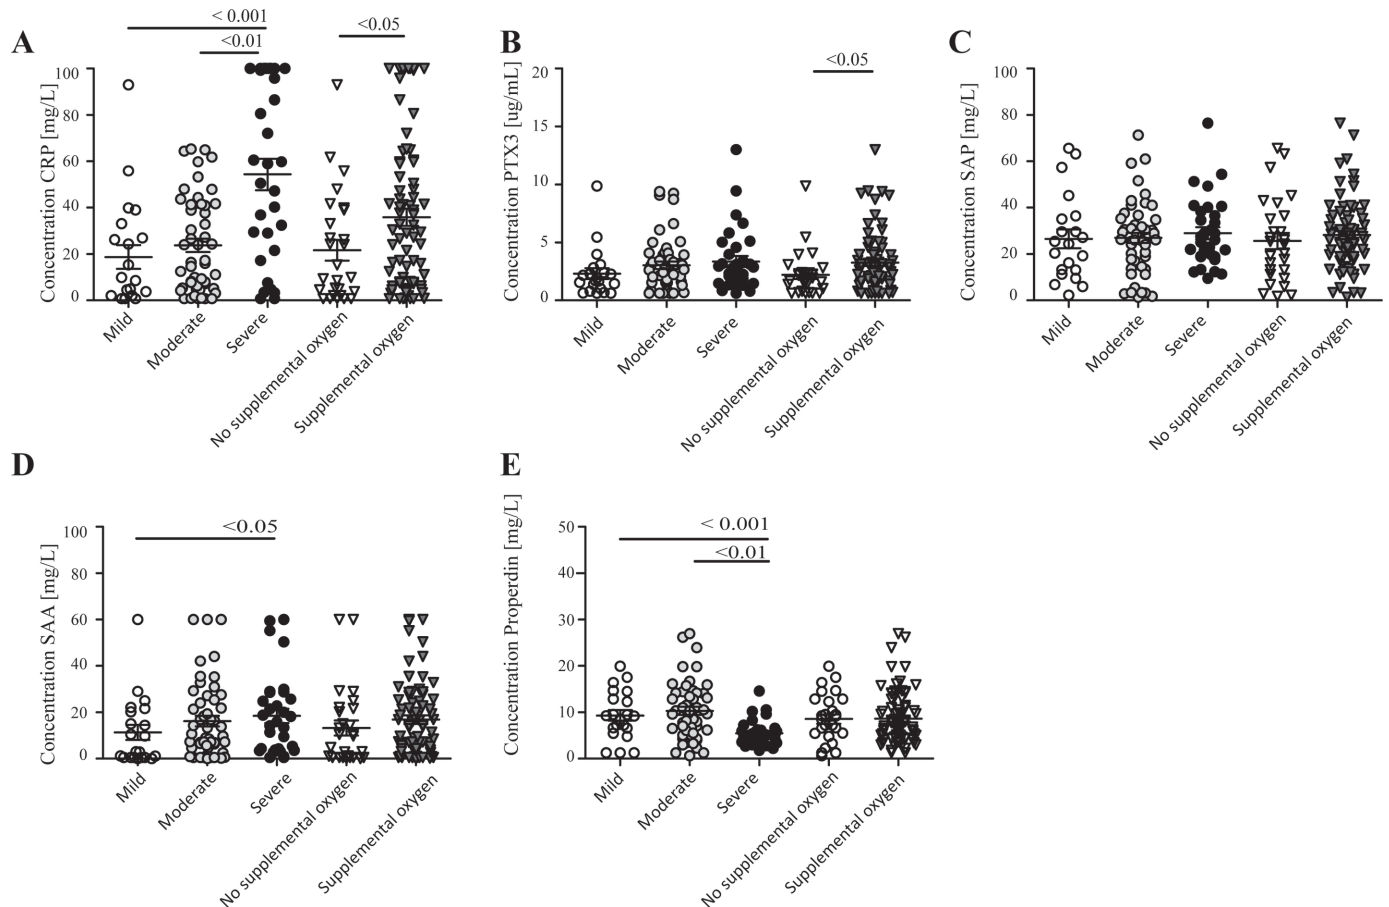 A
< 0.001
<0.01
<0.05
Concentration CRP [mg/L]
100
80
60
40
20
0
Mild
Moderate
Severe
No supplemental oxygen
Supplemental oxygen
B
<0.05
Concentration PTX3 [ug/mL]
20
15
10
5
0
Mild
Moderate
Severe
No supplemental oxygen
Supplemental oxygen
C
Concentration SAP [mg/L]
100
80
60
40
20
0
Mild
Moderate
Severe
No supplemental oxygen
Supplemental oxygen
D
<0.05
Concentration SAA [mg/L]
100
80
60
40
20
0
Mild
Moderate
Severe
No supplemental oxygen
Supplemental oxygen
E
< 0.001
<0.01
Concentration Properdin [mg/L]
50
40
30
20
10
0
Mild
Moderate
Severe
No supplemental oxygen
Supplemental oxygen